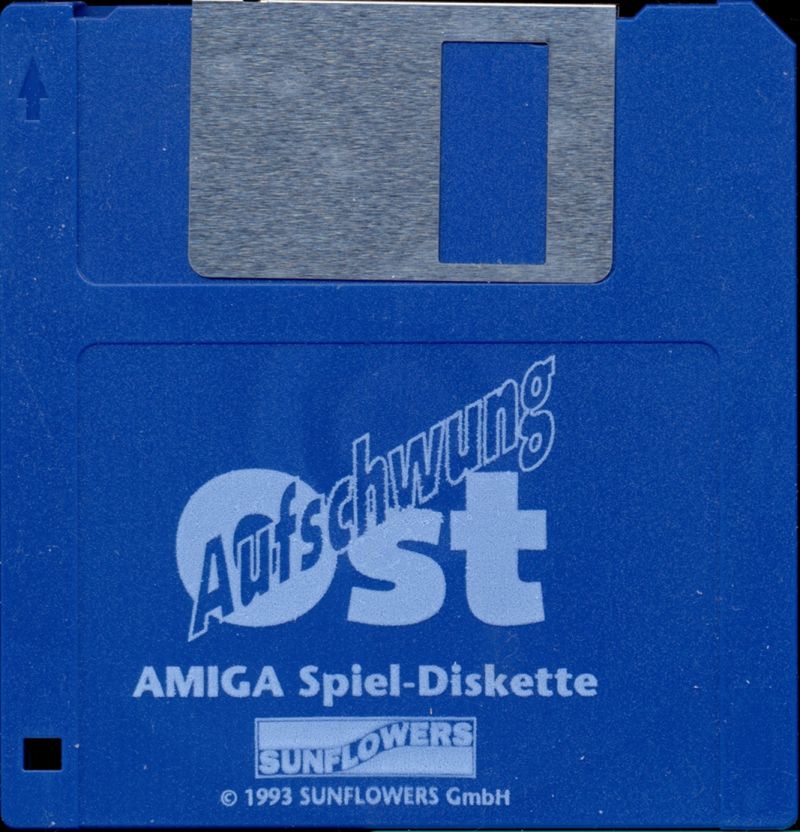 Aufschwung
Ost
AMIGA Spiel-Diskette
SUNFLOWERS
© 1993 SUNFLOWERS GmbH